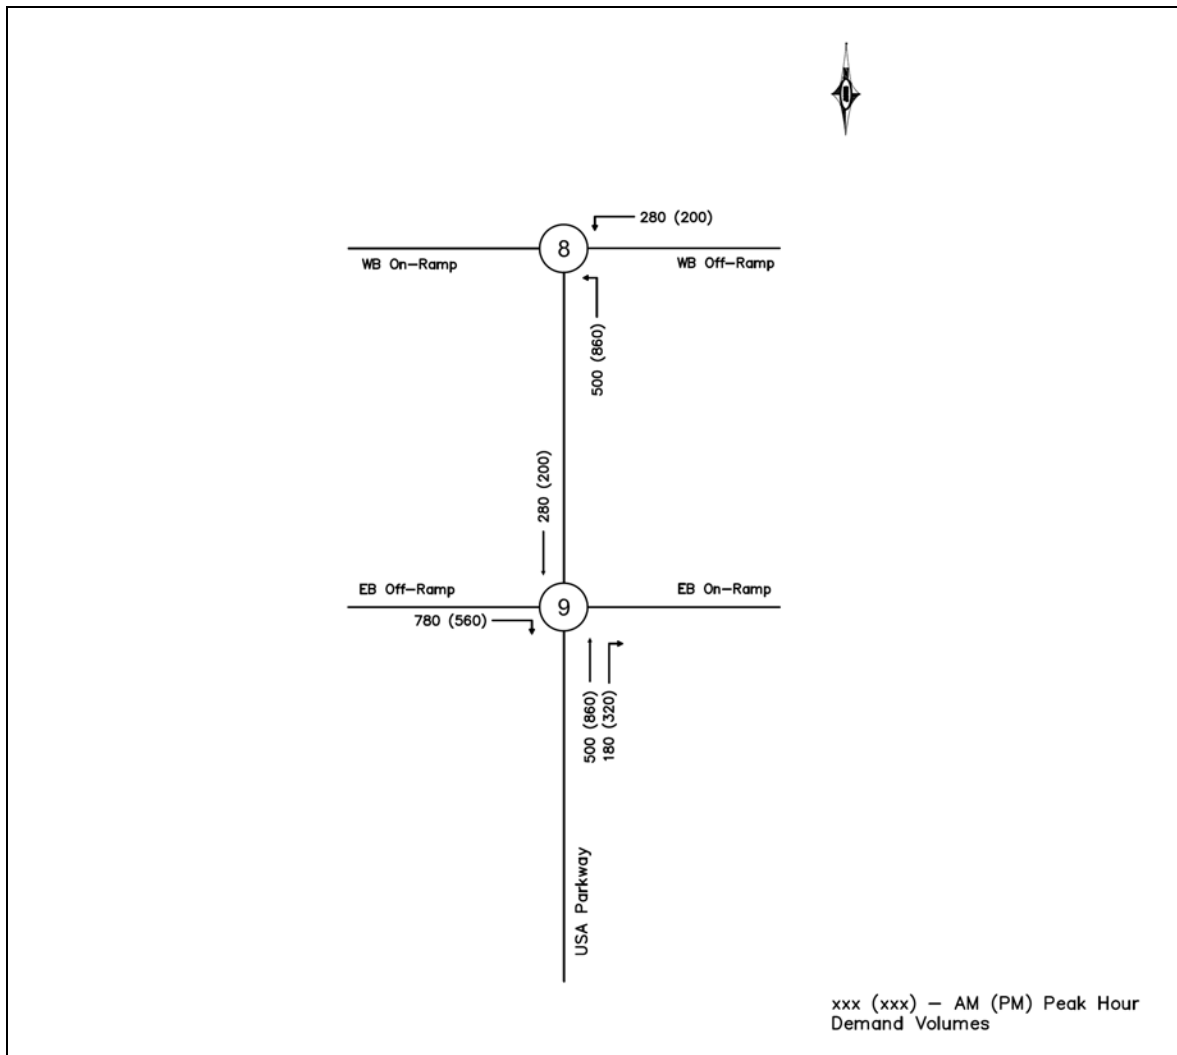 280 (200)
8
WB On-Ramp
WB Off-Ramp
500 (860)
280 (200)
EB Off-Ramp
EB On-Ramp
9
780 (560)
500 (860)
180 (320)
USA Parkway
xxx (xxx) – AM (PM) Peak Hour
Demand Volumes